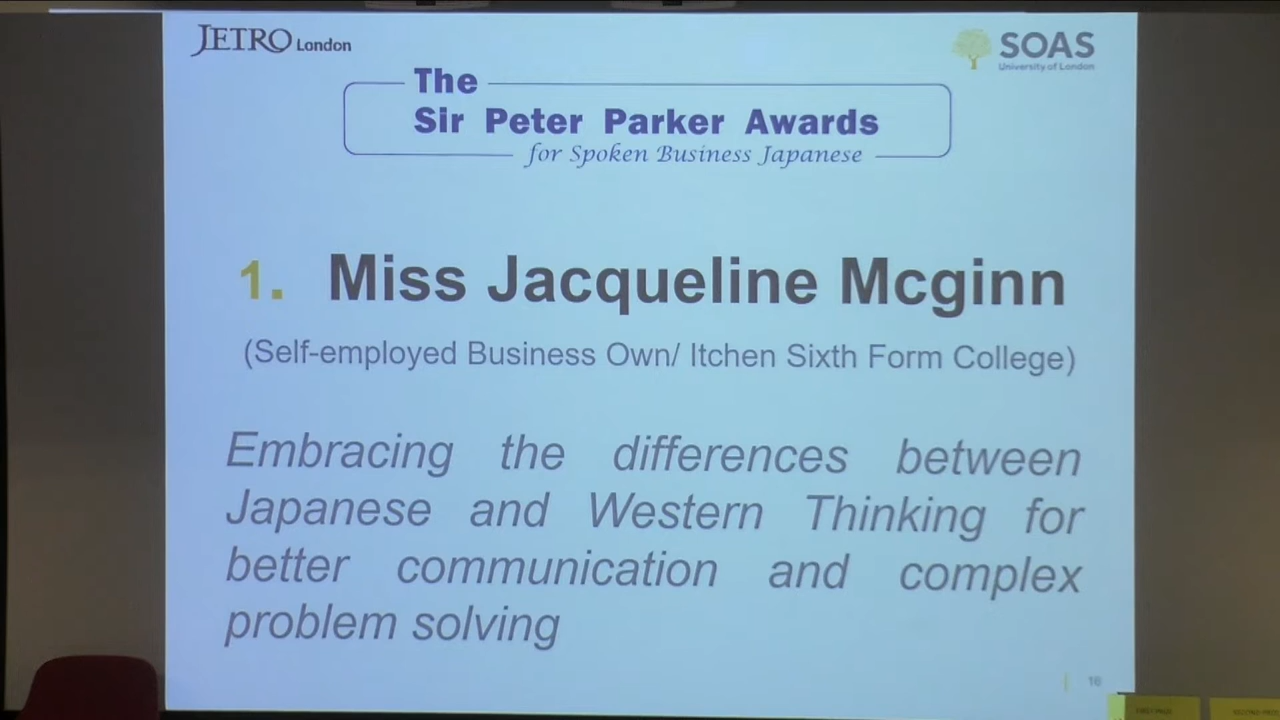 JETRO London
SOAS
University of London
The
Sir Peter Parker Awards
for Spoken Business Japanese
1. Miss Jacqueline Mcginn
(Self-employed Business Own/ Itchen Sixth Form College)
Embracing the differences between
Japanese and Western Thinking for
better communication and complex
problem solving
16